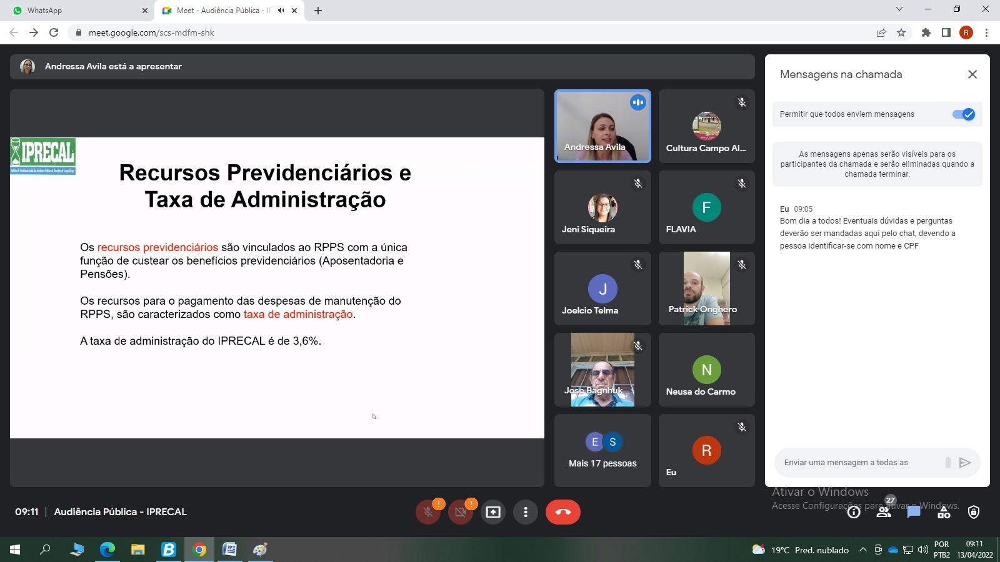 WhatsApp
Meet - Audiência Pública - IP
meet.google.com/scs-mdfm-shk
R
Andressa Avila está a apresentar
IPRECAL
Recursos Previdenciários e
Taxa de Administração
Os recursos previdenciários são vinculados ao RPPS com a única
função de custear os benefícios previdenciários (Aposentadoria e
Pensões).
Os recursos para o pagamento das despesas de manutenção do
RPPS, são caracterizados como taxa de administração.
A taxa de administração do IPRECAL é de 3,6%.
Andressa Avila
Cultura Campo Al...
Jeni Siqueira
F
FLAVIA
J
Joelcio Telma
Patrick Onghero
Jose Bagnhuk
N
Neusa do Carmo
E S
Mais 17 pessoas
R
Eu
Mensagens na chamada
Permitir que todos enviem mensagens
As mensagens apenas serão visíveis para os
participantes da chamada e serão eliminadas quando a
chamada terminar.
Eu 09:05
Bom dia a todos! Eventuais dúvidas e perguntas
deverão ser mandadas aqui pelo chat, devendo a
pessoa identificar-se com nome e CPF
Enviar uma mensagem a todas as
Ativar o Windows
Acesse Configurações para ativar o Windows.
09:11 | Audiência Pública - IPRECAL
27
19°C Pred. nublado
POR
PTB2
09:11
13/04/2022